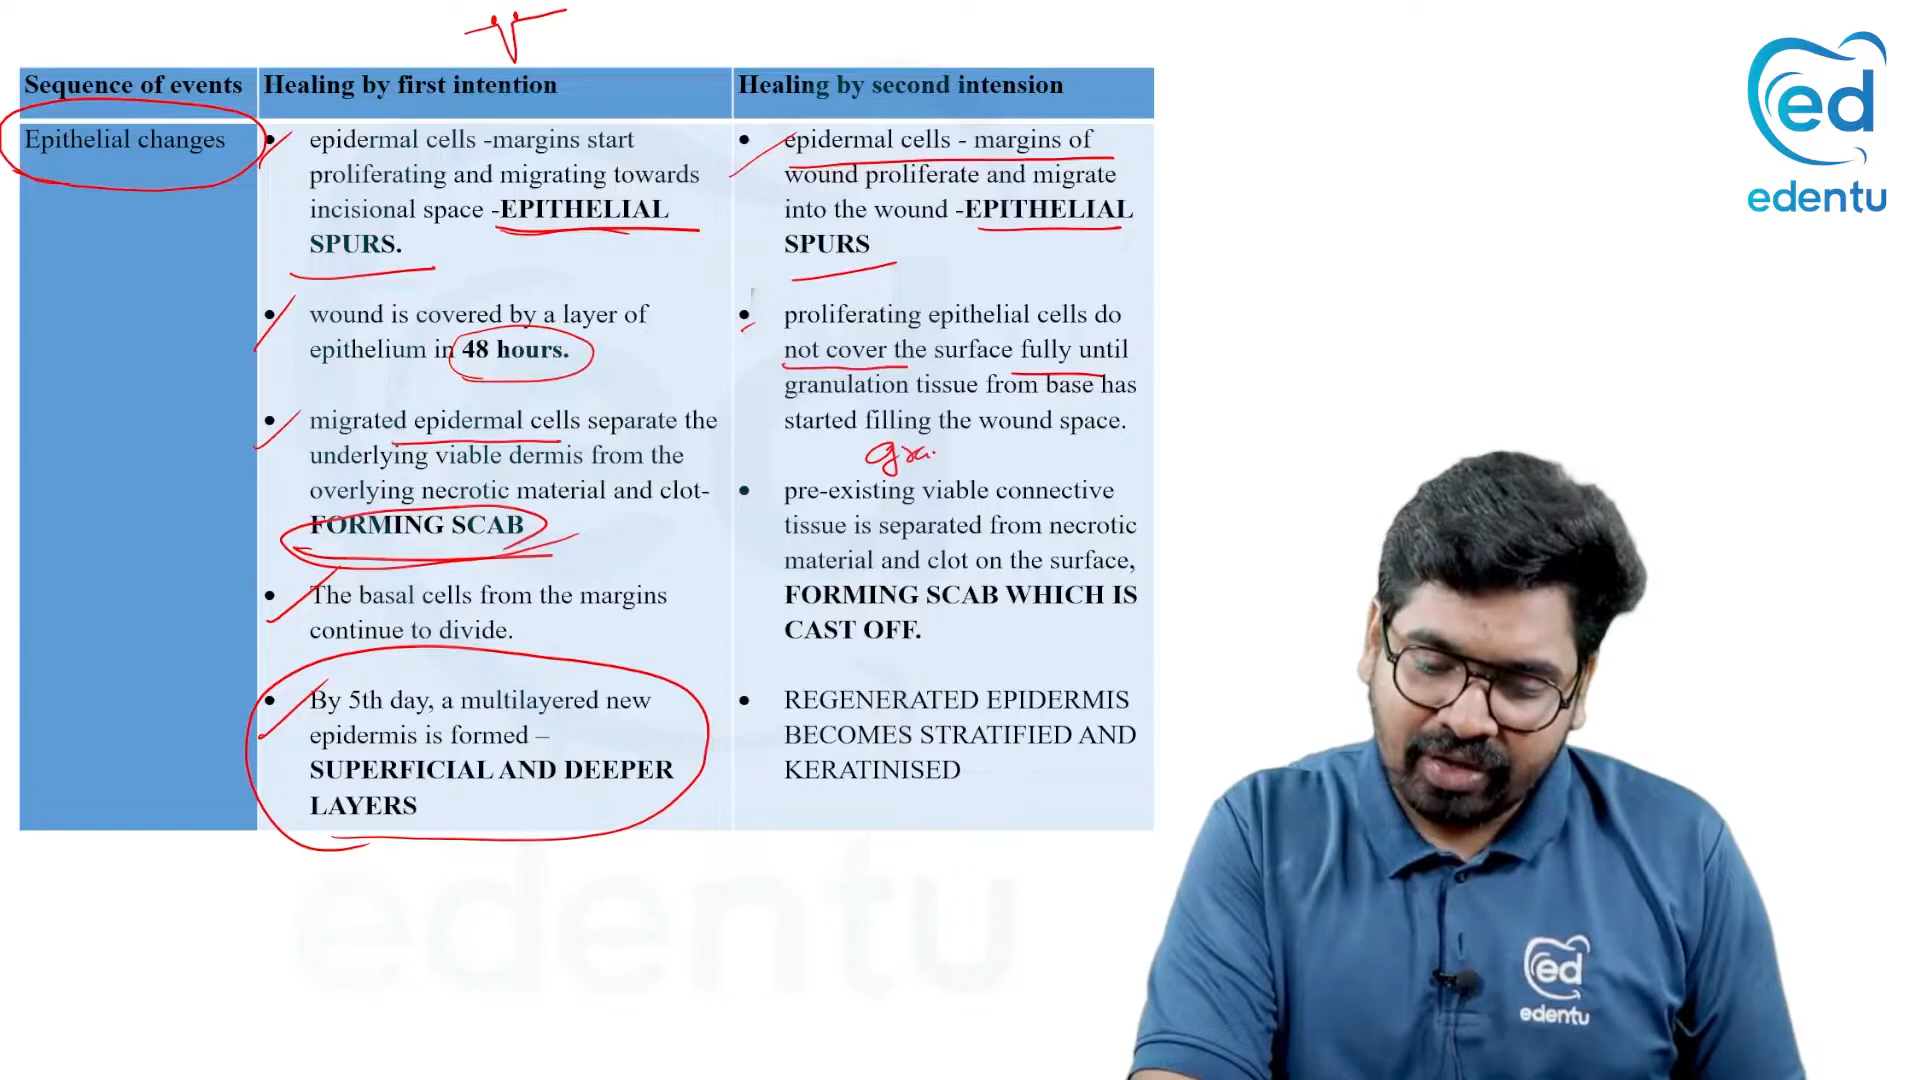 Sequence of events
Healing by first intention
Healing by second intension
Epithelial changes
• epidermal cells -margins start
proliferating and migrating towards
incisional space -EPITHELIAL
SPURS.
• wound is covered by a layer of
epithelium in 48 hours.
• migrated epidermal cells separate the
underlying viable dermis from the
overlying necrotic material and clot-
FORMING SCAB
• The basal cells from the margins
continue to divide.
• By 5th day, a multilayered new
epidermis is formed –
SUPERFICIAL AND DEEPER
LAYERS
• epidermal cells - margins of
wound proliferate and migrate
into the wound -EPITHELIAL
SPURS
• proliferating epithelial cells do
not cover the surface fully until
granulation tissue from base has
started filling the wound space.
gra.
• pre-existing viable connective
tissue is separated from necrotic
material and clot on the surface,
FORMING SCAB WHICH IS
CAST OFF.
• REGENERATED EPIDERMIS
BECOMES STRATIFIED AND
KERATINISED
ed
edentu
edentu
ed
edentu